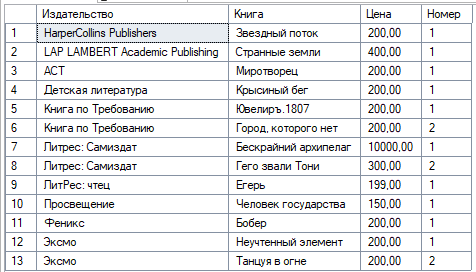 Издательство Книга Цена Номер
1 HarperCollins Publishers Звездный поток 200,00 1
2 LAP LAMBERT Academic Publishing Странные земли 400,00 1
3 АСТ Миротворец 200,00 1
4 Детская литература Крысиный бег 200,00 1
5 Книга по Требованию Ювелиръ.1807 200,00 1
6 Книга по Требованию Город, которого нет 200,00 2
7 Литрес: Самиздат Бескрайний архипелаг 10000,00 1
8 Литрес: Самиздат Гего звали Тони 300,00 2
9 ЛитРес: чтец Егерь 199,00 1
10 Просвещение Человек государства 150,00 1
11 Феникс Бобер 200,00 1
12 Эксмо Неучтенный элемент 200,00 1
13 Эксмо Танцуя в огне 200,00 2